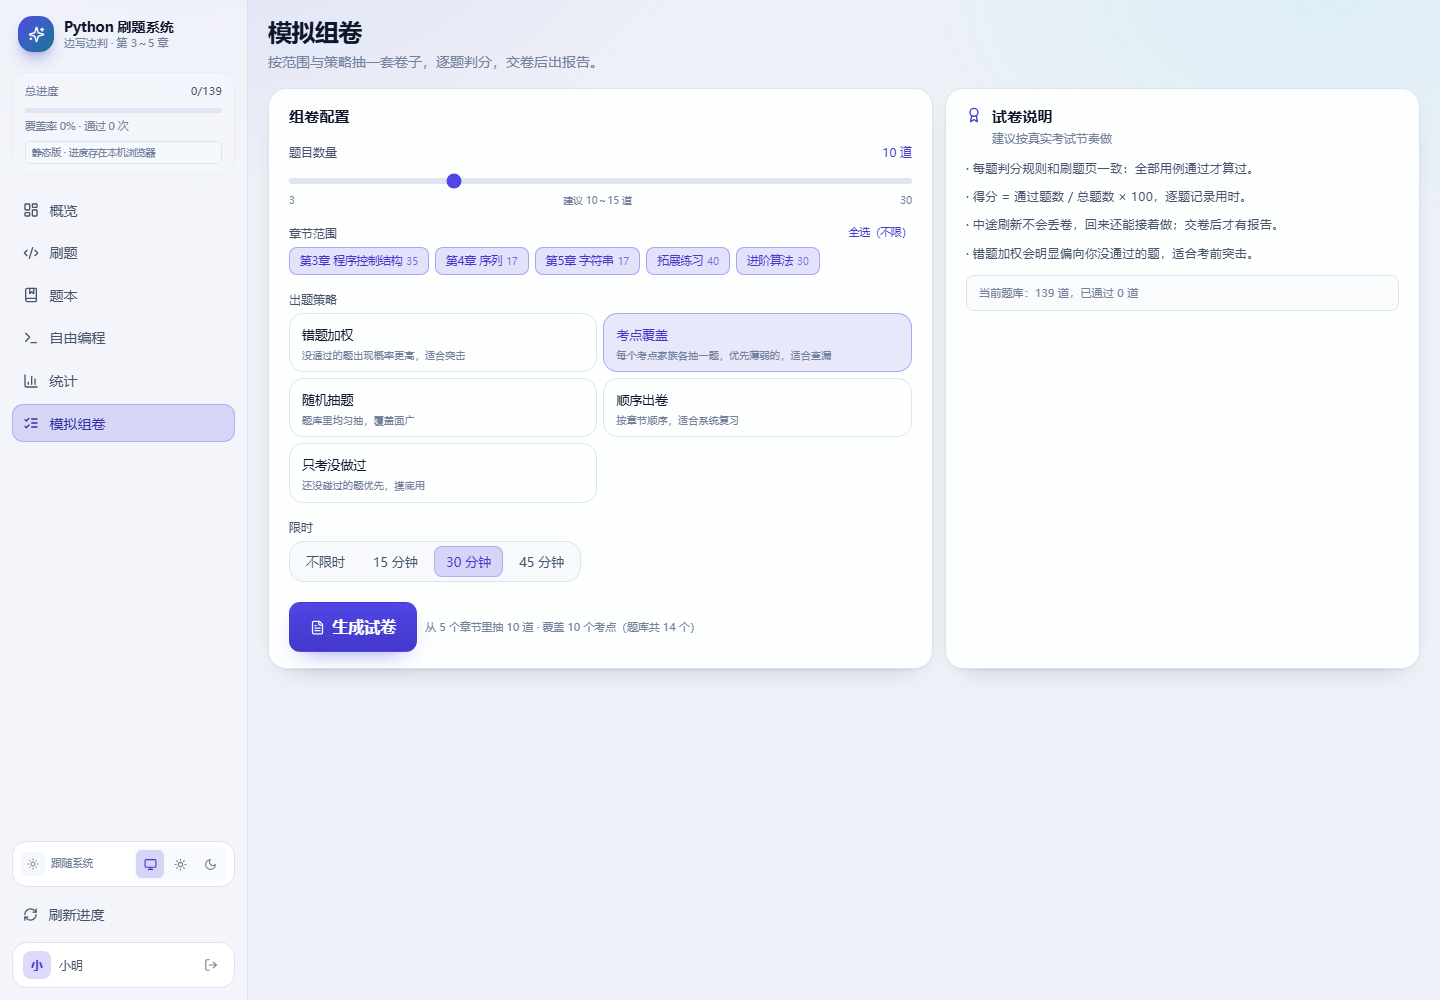 Python 刷题系统
边写边判 · 第 3 ~ 5 章
总进度 0/139
覆盖率 0% · 通过 0 次
静态版 · 进度存在本机浏览器
概览
刷题
题本
自由编程
统计
模拟组卷
跟随系统
刷新进度
小 小明
模拟组卷
按范围与策略抽一套卷子，逐题判分，交卷后出报告。
组卷配置
题目数量 10 道
3 建议 10 ~ 15 道 30
章节范围 全选（不限）
第3章 程序控制结构 35 第4章 序列 17 第5章 字符串 17 拓展练习 40 进阶算法 30
出题策略
错题加权
没通过的题出现概率更高，适合突击
考点覆盖
每个考点家族各抽一题，优先薄弱的，适合查漏
随机抽题
题库里均匀抽，覆盖面广
顺序出卷
按章节顺序，适合系统复习
只考没做过
还没碰过的题优先，摸底用
限时
不限时 15 分钟 30 分钟 45 分钟
生成试卷 从 5 个章节里抽 10 道 · 覆盖 10 个考点（题库共 14 个）
试卷说明
建议按真实考试节奏做
· 每题判分规则和刷题页一致：全部用例通过才算过。
· 得分 = 通过题数 / 总题数 × 100，逐题记录用时。
· 中途刷新不会丢卷，回来还能接着做；交卷后才有报告。
· 错题加权会明显偏向你没通过的题，适合考前突击。
当前题库：139 道，已通过 0 道